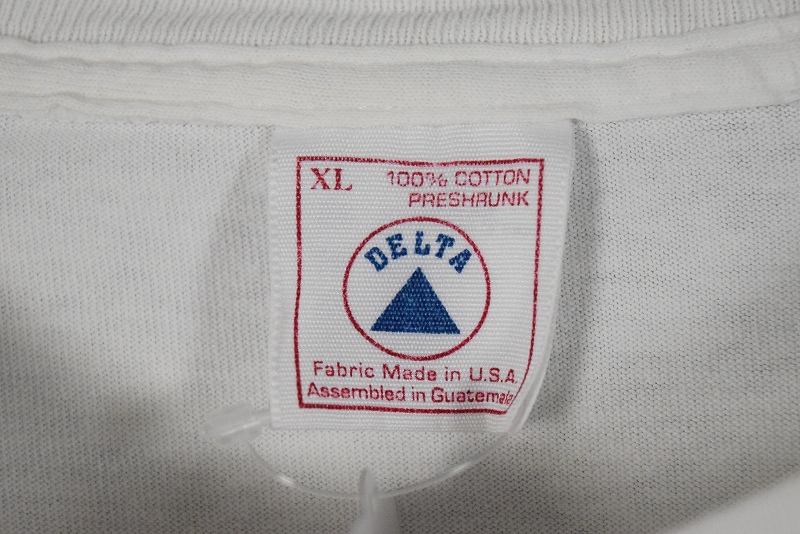 XL 100% COTTON
PRESHRUNK
DELTA
Fabric Made in U.S.A.
Assembled in Guatemala